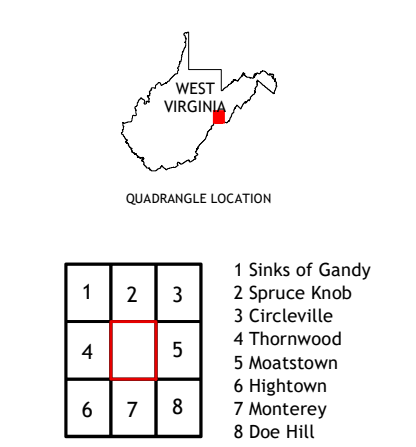 WEST
VIRGINIA
QUADRANGLE LOCATION
1 2 3
4 5
6 7 8
1 Sinks of Gandy
2 Spruce Knob
3 Circleville
4 Thornwood
5 Moatstown
6 Hightown
7 Monterey
8 Doe Hill